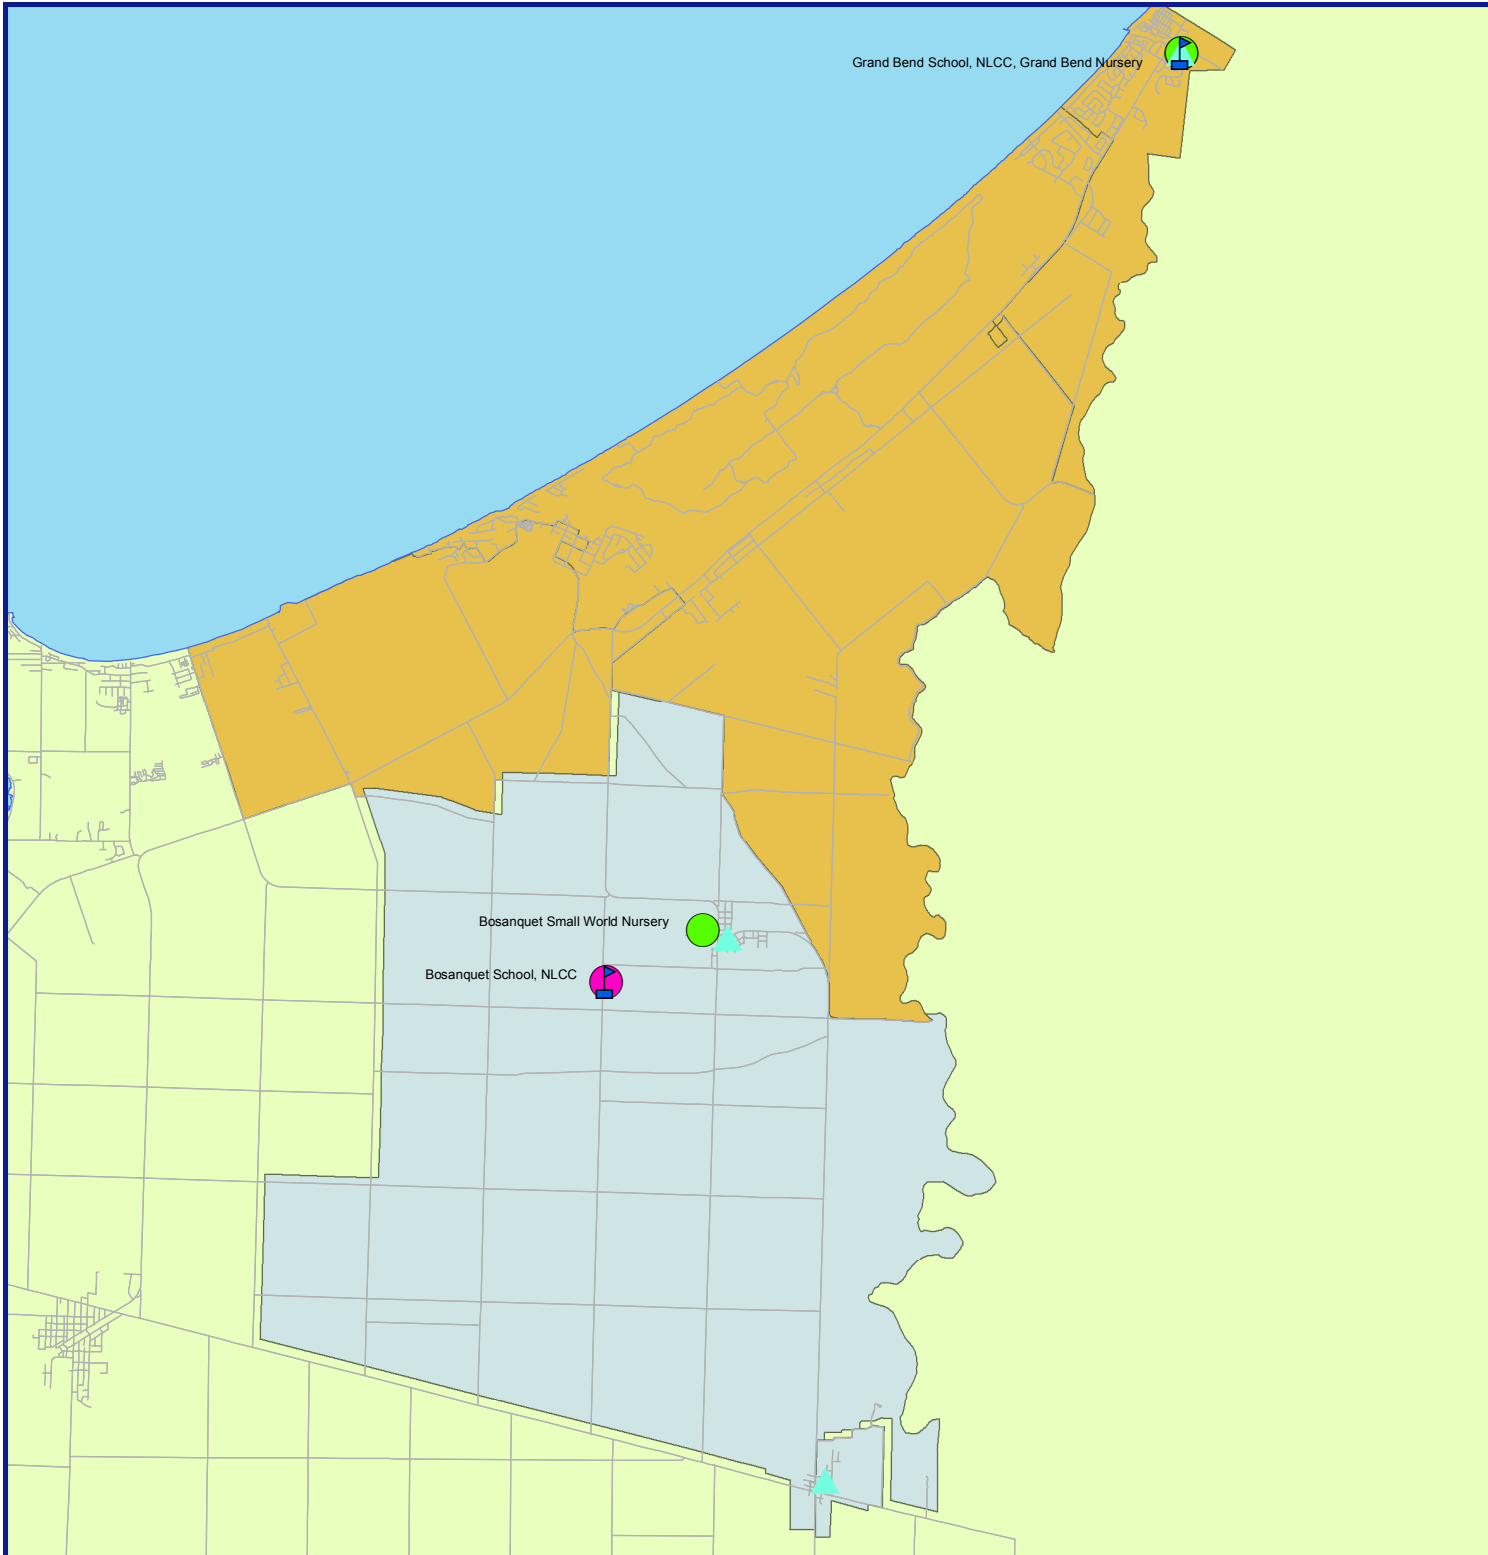 Grand Bend School, NLCC, Grand Bend Nursery
Bosanquet Small World Nursery
Bosanquet School, NLCC